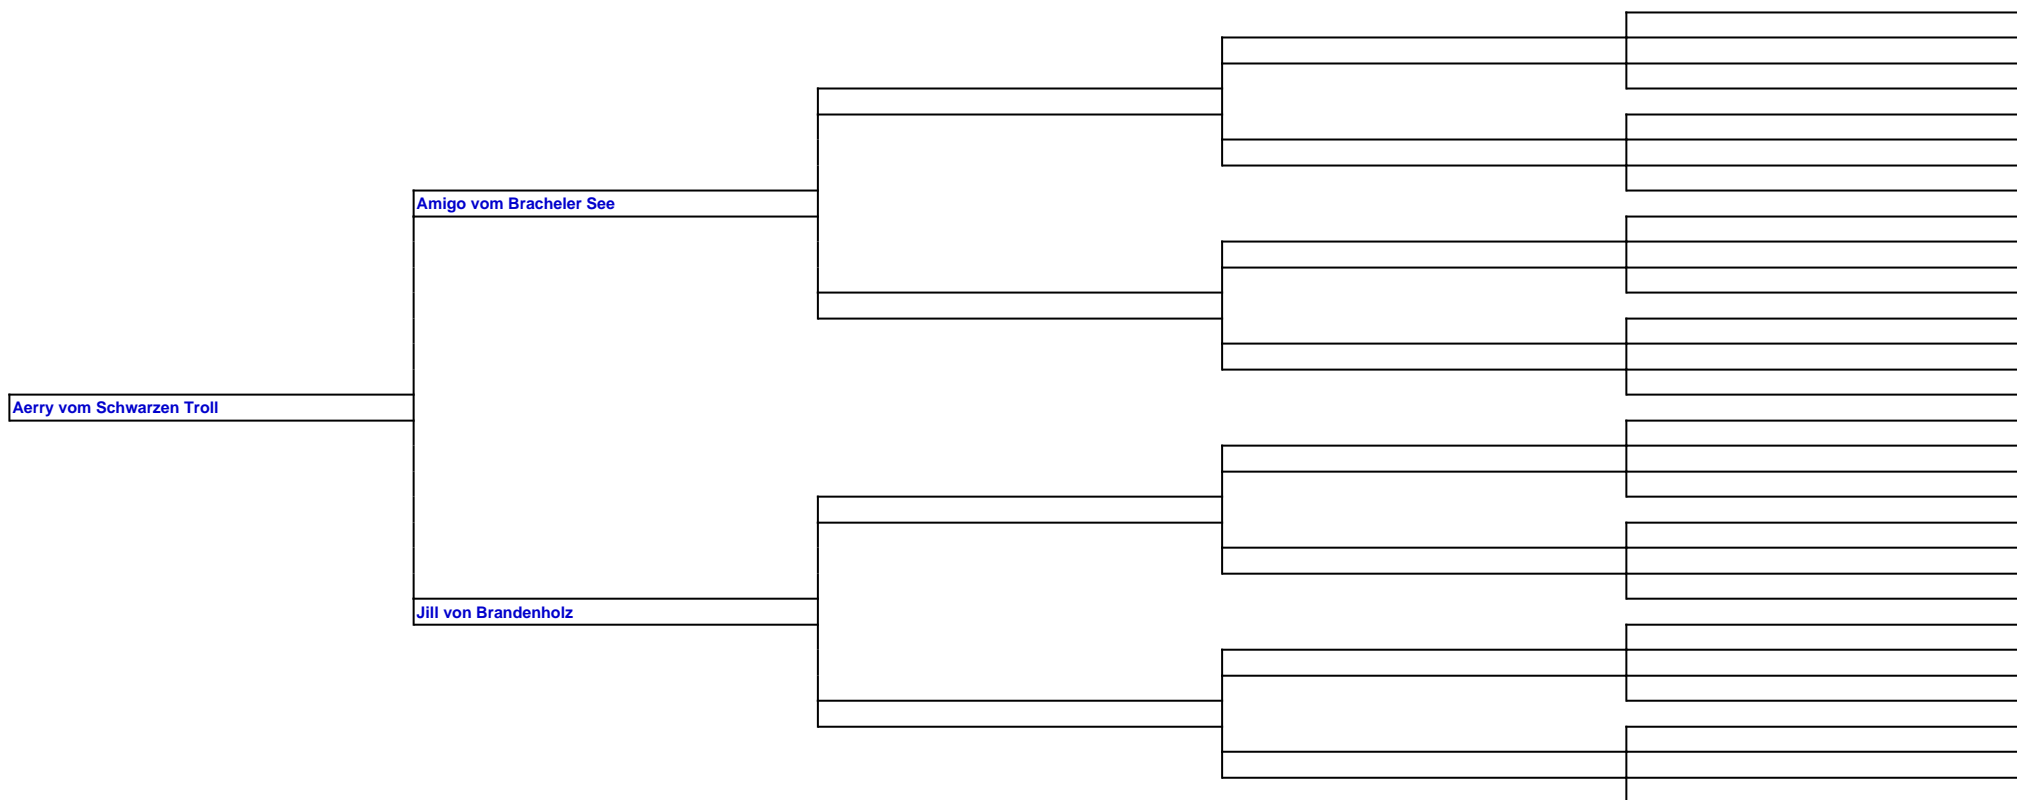 Amigo vom Bracheler See
Aerry vom Schwarzen Troll
Jill von Brandenholz